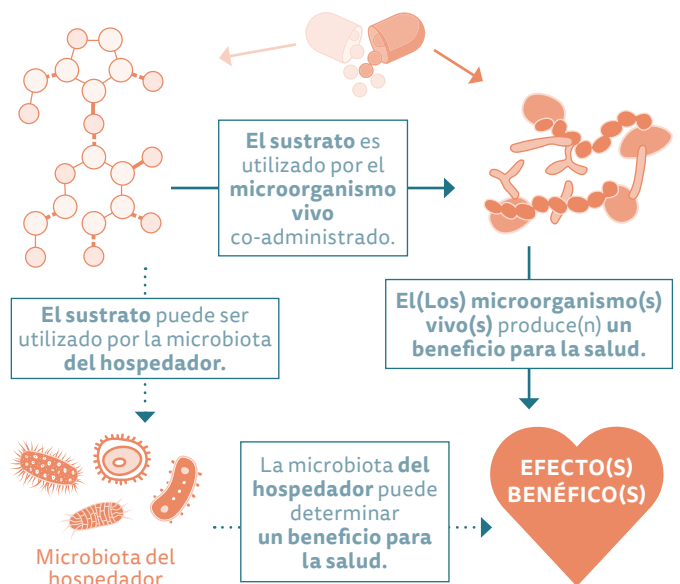 El sustrato es
utilizado por el
microorganismo
vivo
co-administrado.
El sustrato puede ser
utilizado por la microbiota
del hospedador.
El(Los) microorganismo(s)
vivo(s) produce(n) un
beneficio para la salud.
La microbiota del
hospedador puede
determinar
un beneficio para
la salud.
EFECTO(S)
BENÉFICO(S)
Microbiota del
hospedador